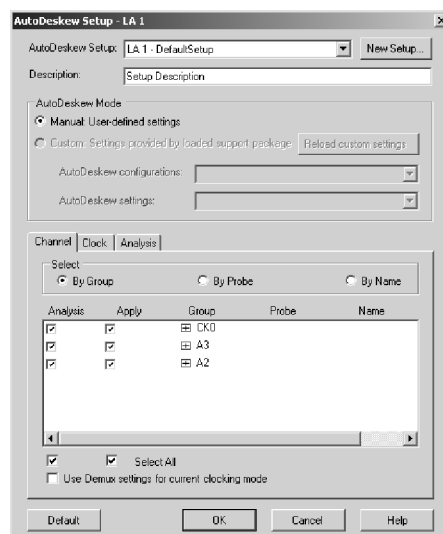 AutoDeskew Setup - LA 1
AutoDeskew Setup: LA 1 - DefaultSetup New Setup...
Description: Setup Description
AutoDeskew Mode
Manual: User-defined settings
Custom: Settings provided by loaded support package Reload custom settings
AutoDeskew configurations:
AutoDeskew settings:
Channel Clock Analysis
Select
By Group By Probe By Name
Analysis Apply Group Probe Name
CK0
A3
A2
Select All
Use Demux settings for current clocking mode
Default OK Cancel Help